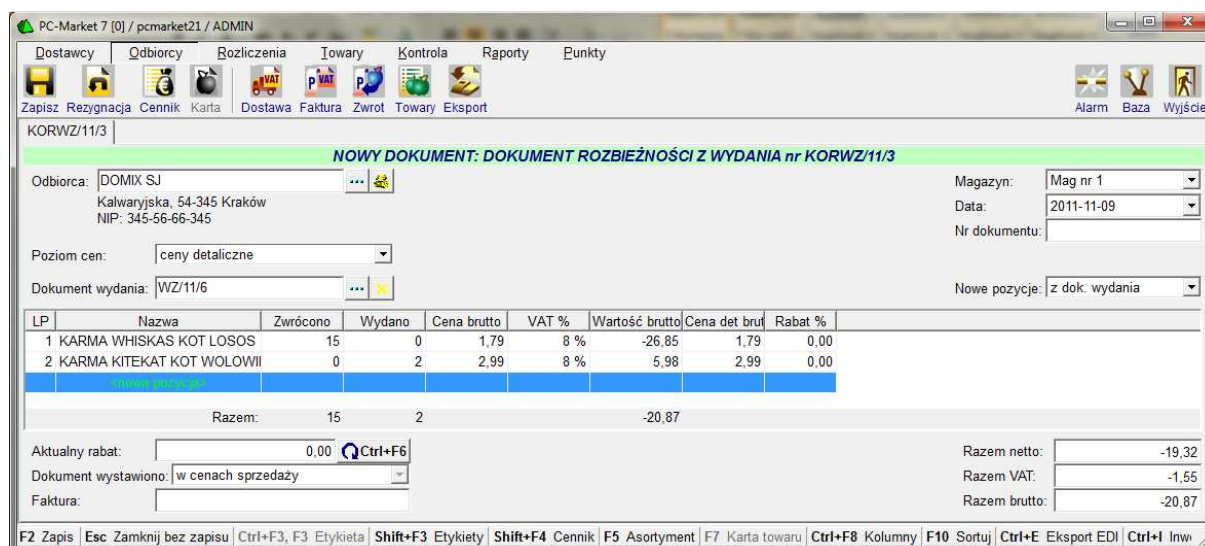 PC-Market 7 [0] / pcmarket21 / ADMIN
Dostawcy Odbiorcy Rozliczenia Towary Kontrola Raporty Punkty
Zapisz Rezygnacja Cennik Karta Dostawa Faktura Zwrot Towary Eksport Alarm Baza Wyjście
KORWZ/11/3
NOWY DOKUMENT: DOKUMENT ROZBIEŻNOŚCI Z WYDANIA nr KORWZ/11/3
Odbiorca: DOMIX SJ ... Magazyn: Mag nr 1
Kalwaryjska, 54-345 Kraków
NIP: 345-56-66-345
Data: 2011-11-09
Nr dokumentu:
Poziom cen: ceny detaliczne
Dokument wydania: WZ/11/6 ... Nowe pozycje: z dok. wydania
LP Nazwa Zwrócono Wydano Cena brutto VAT % Wartość brutto Cena det brut Rabat %
1 KARMA WHISKAS KOT LOSOS 15 0 1,79 8 % -26,85 1,79 0,00
2 KARMA KITEKAT KOT WOLOWII 0 2 2,99 8 % 5,98 2,99 0,00
<nowa pozycja>
Razem: 15 2 -20,87
Aktualny rabat: 0,00 Ctrl+F6 Razem netto: -19,32
Dokument wystawiono: w cenach sprzedaży Razem VAT: -1,55
Faktura: Razem brutto: -20,87
F2 Zapis Esc Zamknij bez zapisu Ctrl+F3, F3 Etykieta Shift+F3 Etykiety Shift+F4 Cennik F5 Asortyment F7 Karta towaru Ctrl+F8 Kolumny F10 Sortuj Ctrl+E Eksport EDI Ctrl+I Inw